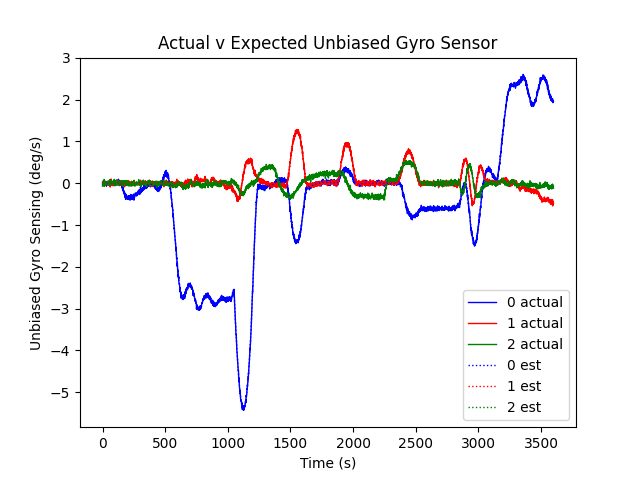 Actual v Expected Unbiased Gyro Sensor
Unbiased Gyro Sensing (deg/s)
3
2
1
0
−1
−2
−3
−4
−5
0 actual
1 actual
2 actual
0 est
1 est
2 est
0 500 1000 1500 2000 2500 3000 3500
Time (s)